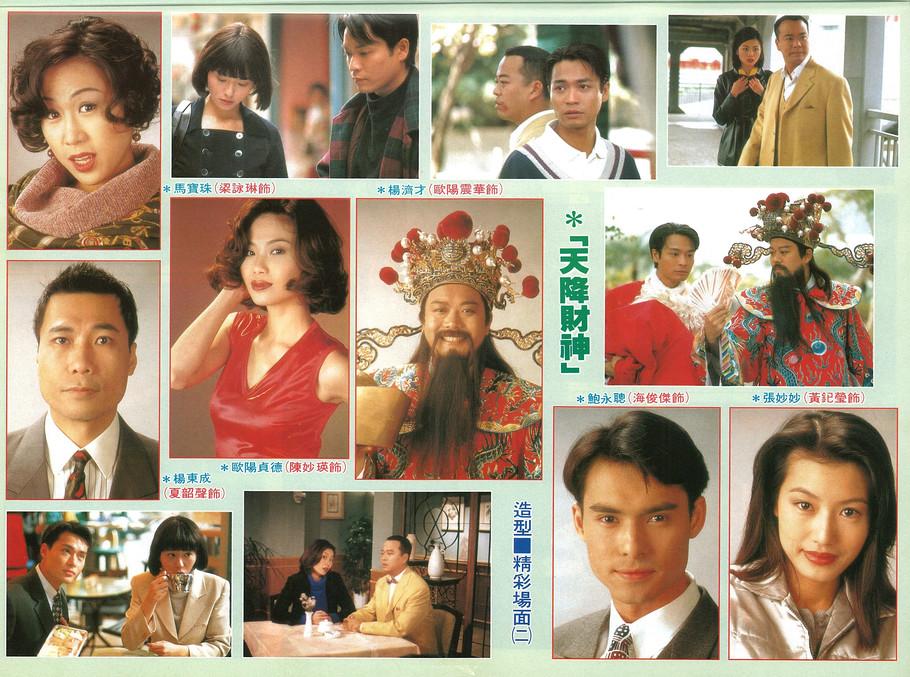 ＊馬寶珠(梁詠琳飾)
＊楊濟才(歐陽震華飾)
＊「天降財神」
＊鮑永聰(海俊傑飾)
＊張妙妙(黃記瑩飾)
＊歐陽貞德(陳妙瑛飾)
＊楊東成
(夏韶聲飾)
造型■精彩場面(二)